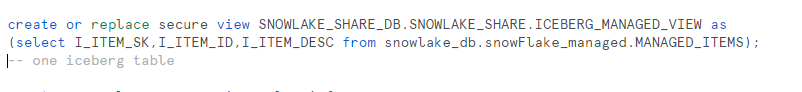 create or replace secure view SNOWLAKE_SHARE_DB.SNOWLAKE_SHARE.ICEBERG_MANAGED_VIEW as
(select I_ITEM_SK,I_ITEM_ID,I_ITEM_DESC from snowlake_db.snowFlake_managed.MANAGED_ITEMS);
-- one iceberg table